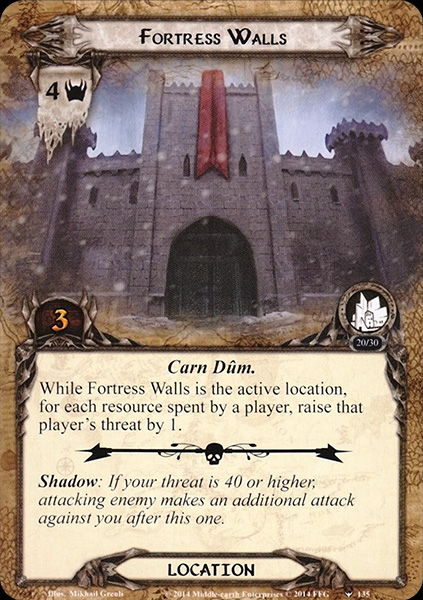 Fortress Walls
4
3
20/30
Carn Dûm.
While Fortress Walls is the active location,
for each resource spent by a player, raise that
player's threat by 1.
Shadow: If your threat is 40 or higher,
attacking enemy makes an additional attack
against you after this one.
LOCATION
Illus. Mikhail Greuli © 2014 Middle-earth Enterprises © 2014 FFG 135